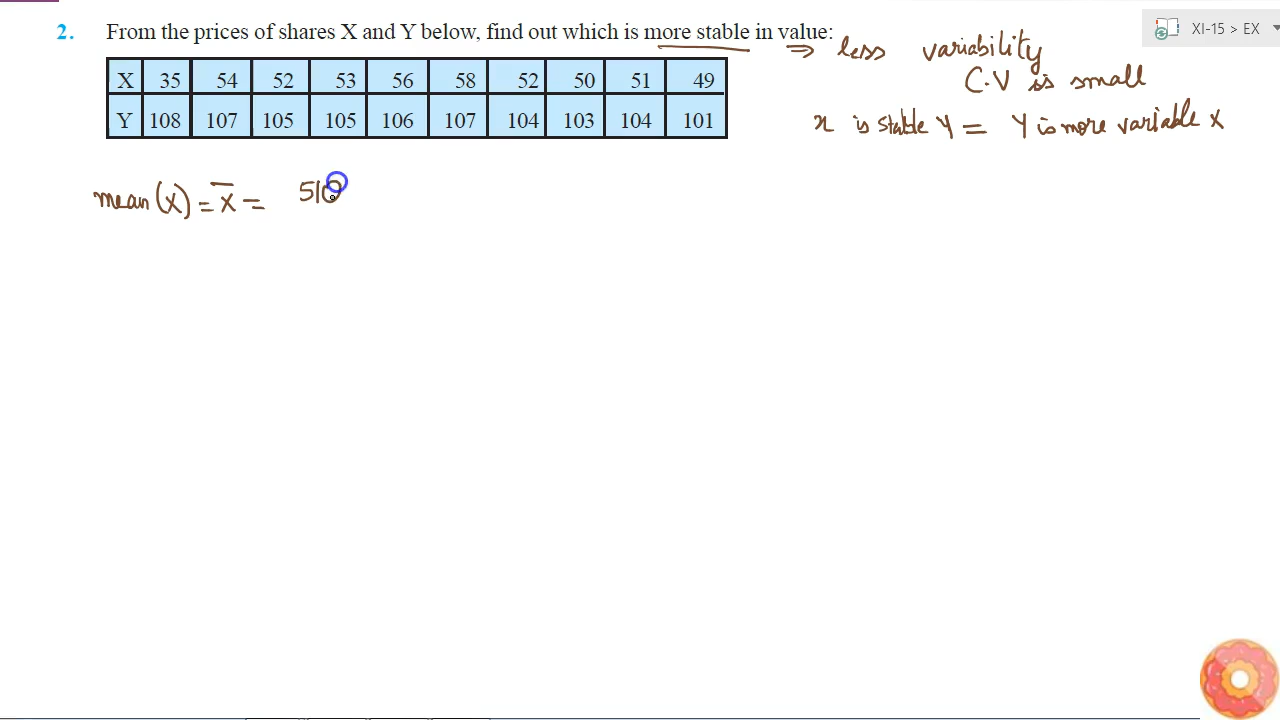 XI-15 > EX
2. From the prices of shares X and Y below, find out which is more stable in value: ⇒ less variability
C.V is small
X 35 54 52 53 56 58 52 50 51 49
Y 108 107 105 105 106 107 104 103 104 101
x is stable Y = Y is more variable X
mean(X) = x̅ = 510